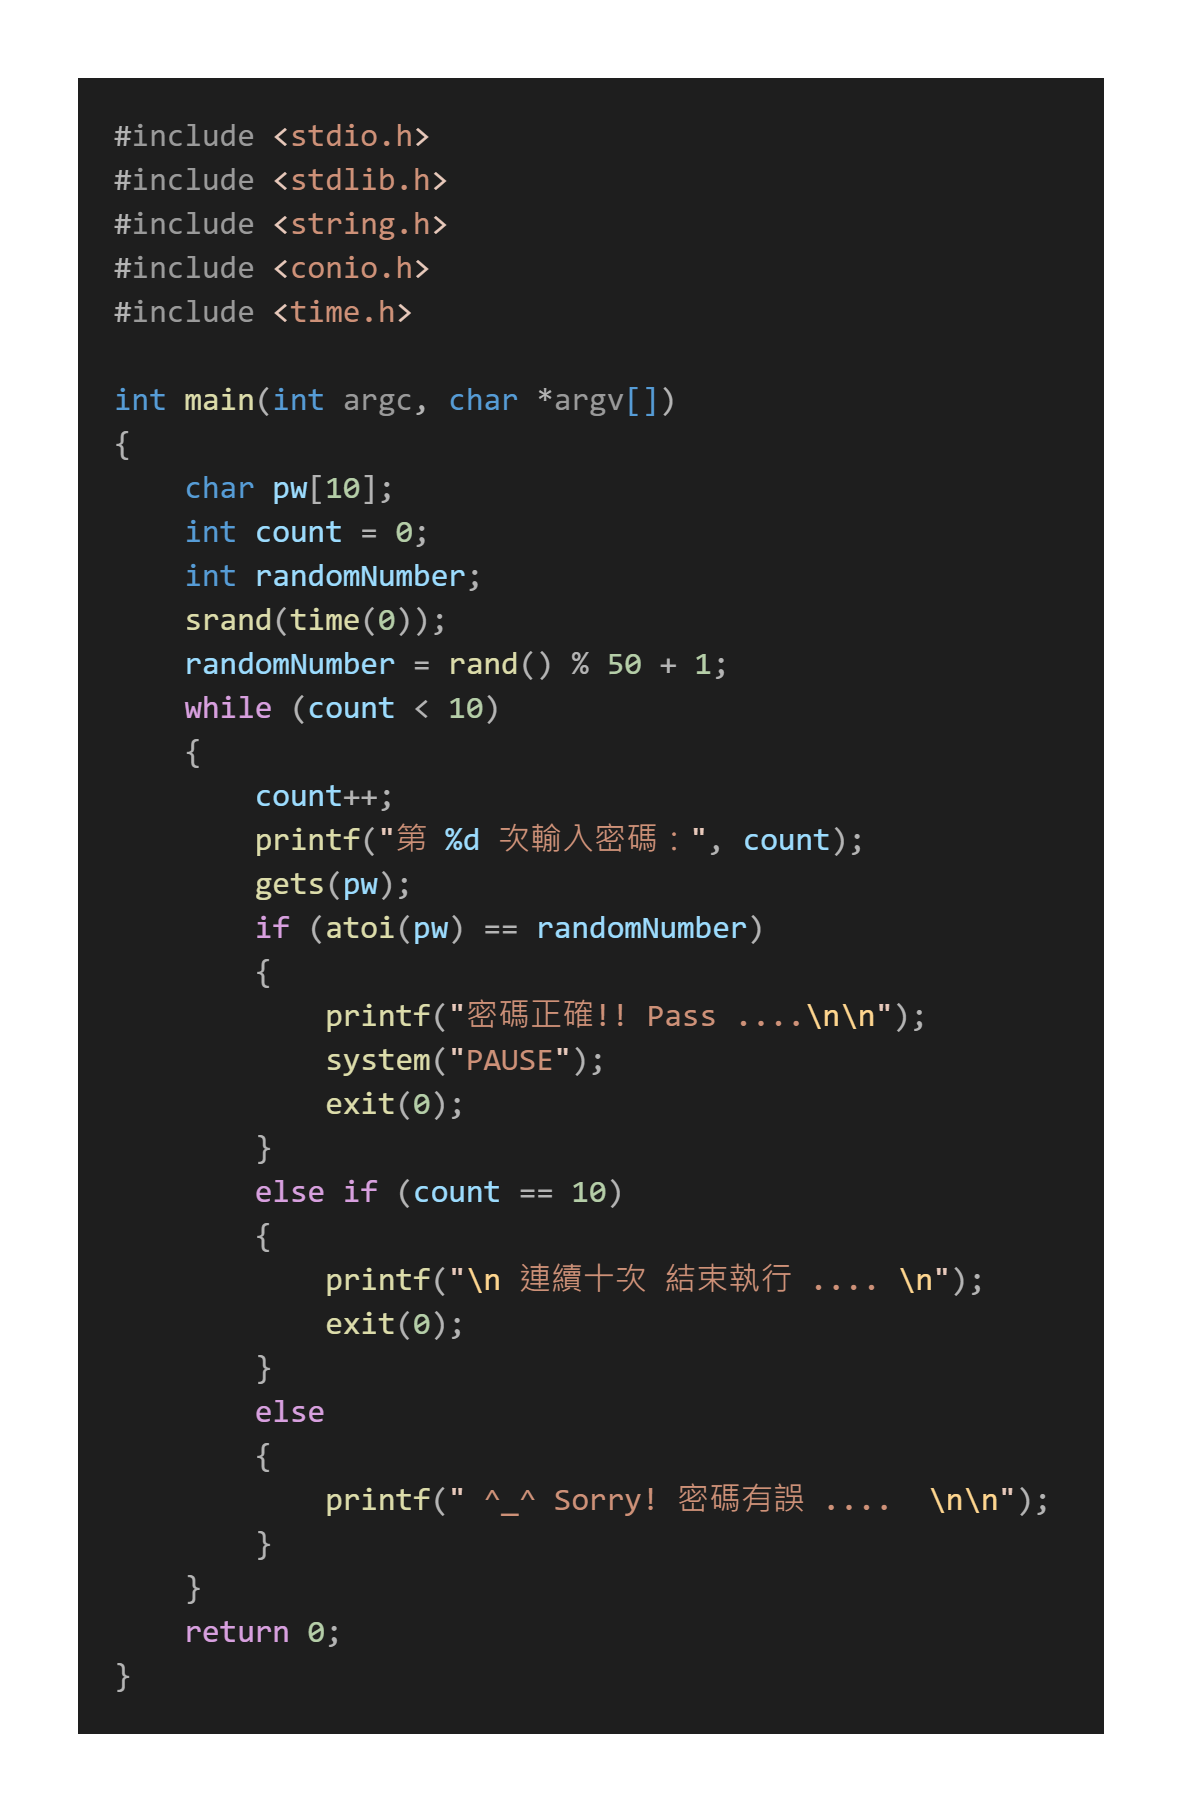 #include <stdio.h>
#include <stdlib.h>
#include <string.h>
#include <conio.h>
#include <time.h>

int main(int argc, char *argv[])
{
    char pw[10];
    int count = 0;
    int randomNumber;
    srand(time(0));
    randomNumber = rand() % 50 + 1;
    while (count < 10)
    {
        count++;
        printf("第 %d 次輸入密碼：", count);
        gets(pw);
        if (atoi(pw) == randomNumber)
        {
            printf("密碼正確!! Pass ....\n\n");
            system("PAUSE");
            exit(0);
        }
        else if (count == 10)
        {
            printf("\n 連續十次 結束執行 .... \n");
            exit(0);
        }
        else
        {
            printf(" ^_^ Sorry! 密碼有誤 ....  \n\n");
        }
    }
    return 0;
}